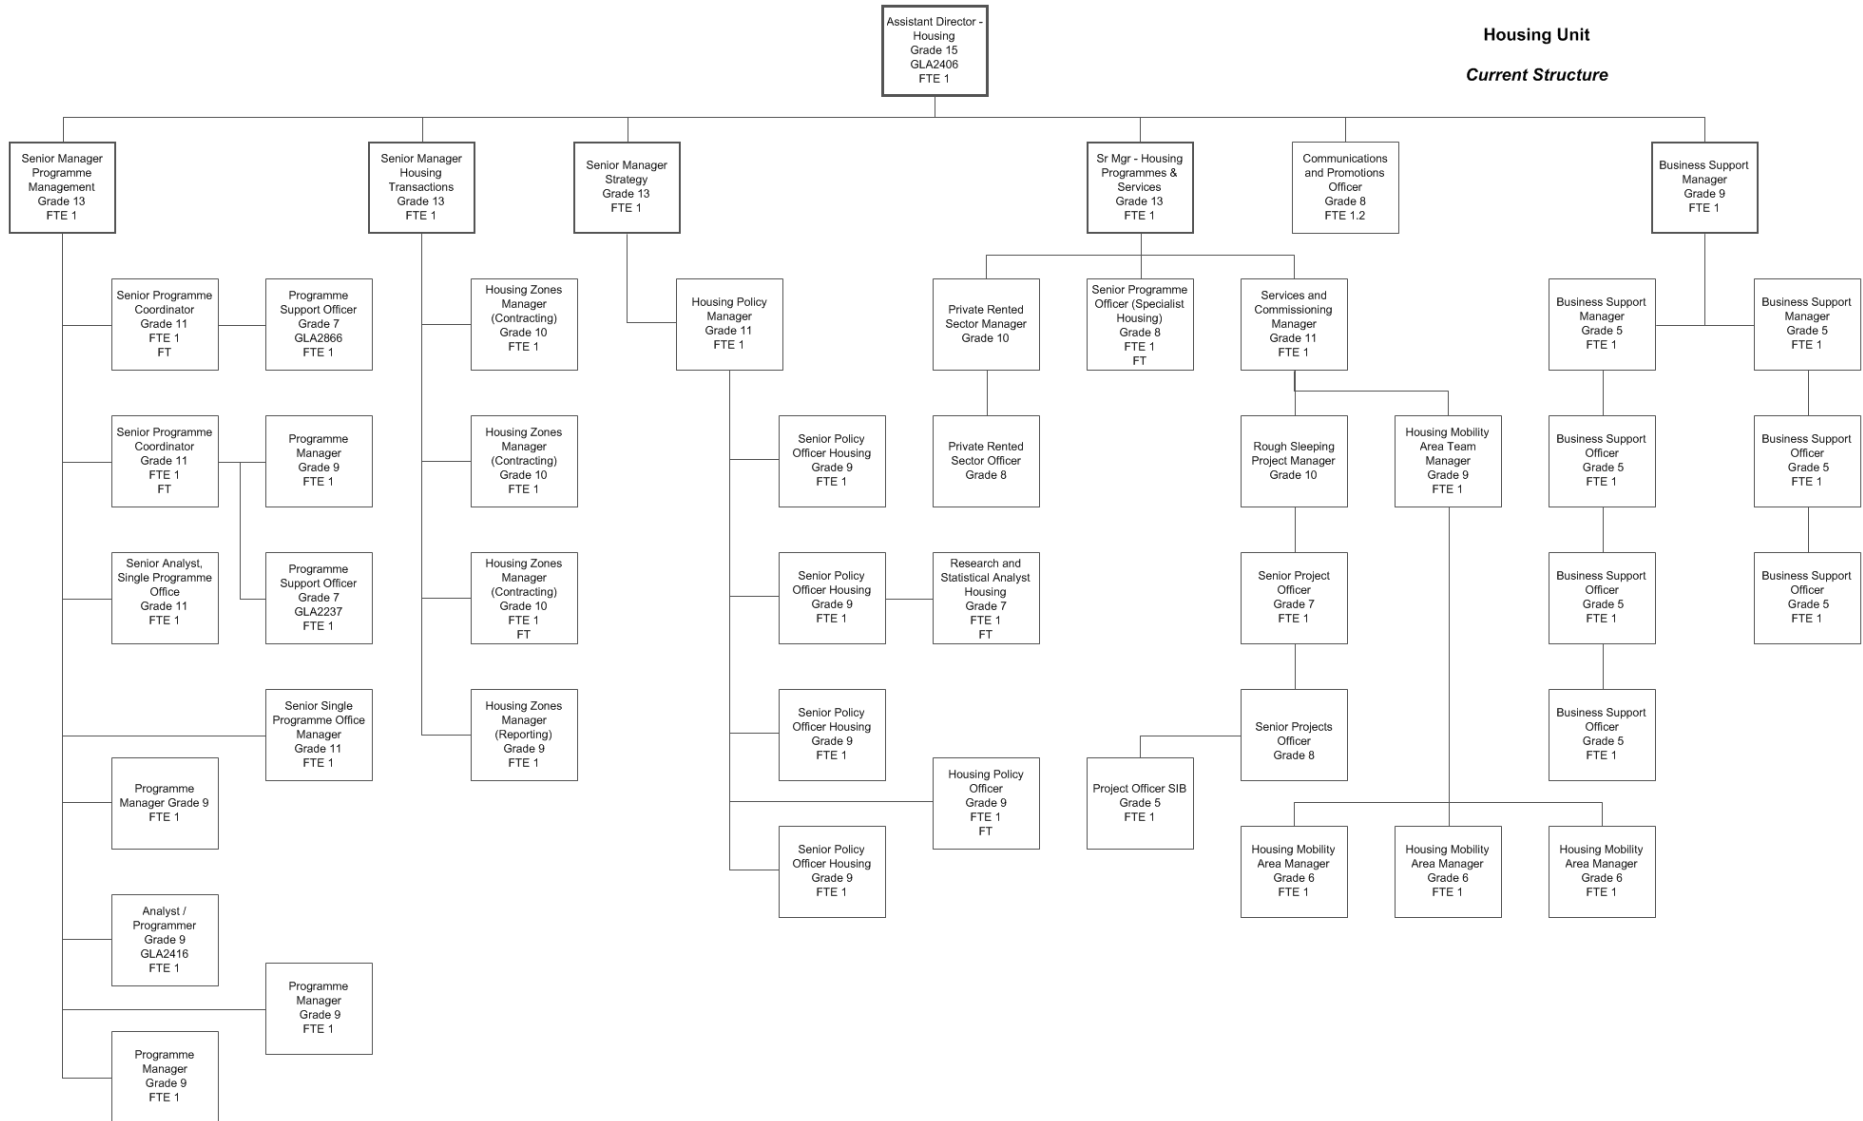 Assistant Director -
Housing
Grade 15
GLA2406
FTE 1
Housing Unit
Current Structure
Senior Manager
Programme
Management
Grade 13
FTE 1
Senior Manager
Housing
Transactions
Grade 13
FTE 1
Senior Manager
Strategy
Grade 13
FTE 1
Sr Mgr - Housing
Programmes &
Services
Grade 13
FTE 1
Communications
and Promotions
Officer
Grade 8
FTE 1.2
Business Support
Manager
Grade 9
FTE 1
Senior Programme
Coordinator
Grade 11
FTE 1
FT
Programme
Support Officer
Grade 7
GLA2866
FTE 1
Housing Zones
Manager
(Contracting)
Grade 10
FTE 1
Housing Policy
Manager
Grade 11
FTE 1
Private Rented
Sector Manager
Grade 10
Senior Programme
Officer (Specialist
Housing)
Grade 8
FTE 1
FT
Services and
Commissioning
Manager
Grade 11
FTE 1
Business Support
Manager
Grade 5
FTE 1
Business Support
Manager
Grade 5
FTE 1
Senior Programme
Coordinator
Grade 11
FTE 1
FT
Programme
Manager
Grade 9
FTE 1
Housing Zones
Manager
(Contracting)
Grade 10
FTE 1
Senior Policy
Officer Housing
Grade 9
FTE 1
Private Rented
Sector Officer
Grade 8
Rough Sleeping
Project Manager
Grade 10
Housing Mobility
Area Team
Manager
Grade 9
FTE 1
Business Support
Officer
Grade 5
FTE 1
Business Support
Officer
Grade 5
FTE 1
Senior Analyst,
Single Programme
Office
Grade 11
FTE 1
Programme
Support Officer
Grade 7
GLA2237
FTE 1
Housing Zones
Manager
(Contracting)
Grade 10
FTE 1
FT
Senior Policy
Officer Housing
Grade 9
FTE 1
Research and
Statistical Analyst
Housing
Grade 7
FTE 1
FT
Senior Project
Officer
Grade 7
FTE 1
Business Support
Officer
Grade 5
FTE 1
Business Support
Officer
Grade 5
FTE 1
Senior Single
Programme Office
Manager
Grade 11
FTE 1
Housing Zones
Manager
(Reporting)
Grade 9
FTE 1
Senior Policy
Officer Housing
Grade 9
FTE 1
Senior Projects
Officer
Grade 8
Business Support
Officer
Grade 5
FTE 1
Programme
Manager Grade 9
FTE 1
Housing Policy
Officer
Grade 9
FTE 1
FT
Project Officer SIB
Grade 5
FTE 1
Senior Policy
Officer Housing
Grade 9
FTE 1
Housing Mobility
Area Manager
Grade 6
FTE 1
Housing Mobility
Area Manager
Grade 6
FTE 1
Housing Mobility
Area Manager
Grade 6
FTE 1
Analyst /
Programmer
Grade 9
GLA2416
FTE 1
Programme
Manager
Grade 9
FTE 1
Programme
Manager
Grade 9
FTE 1